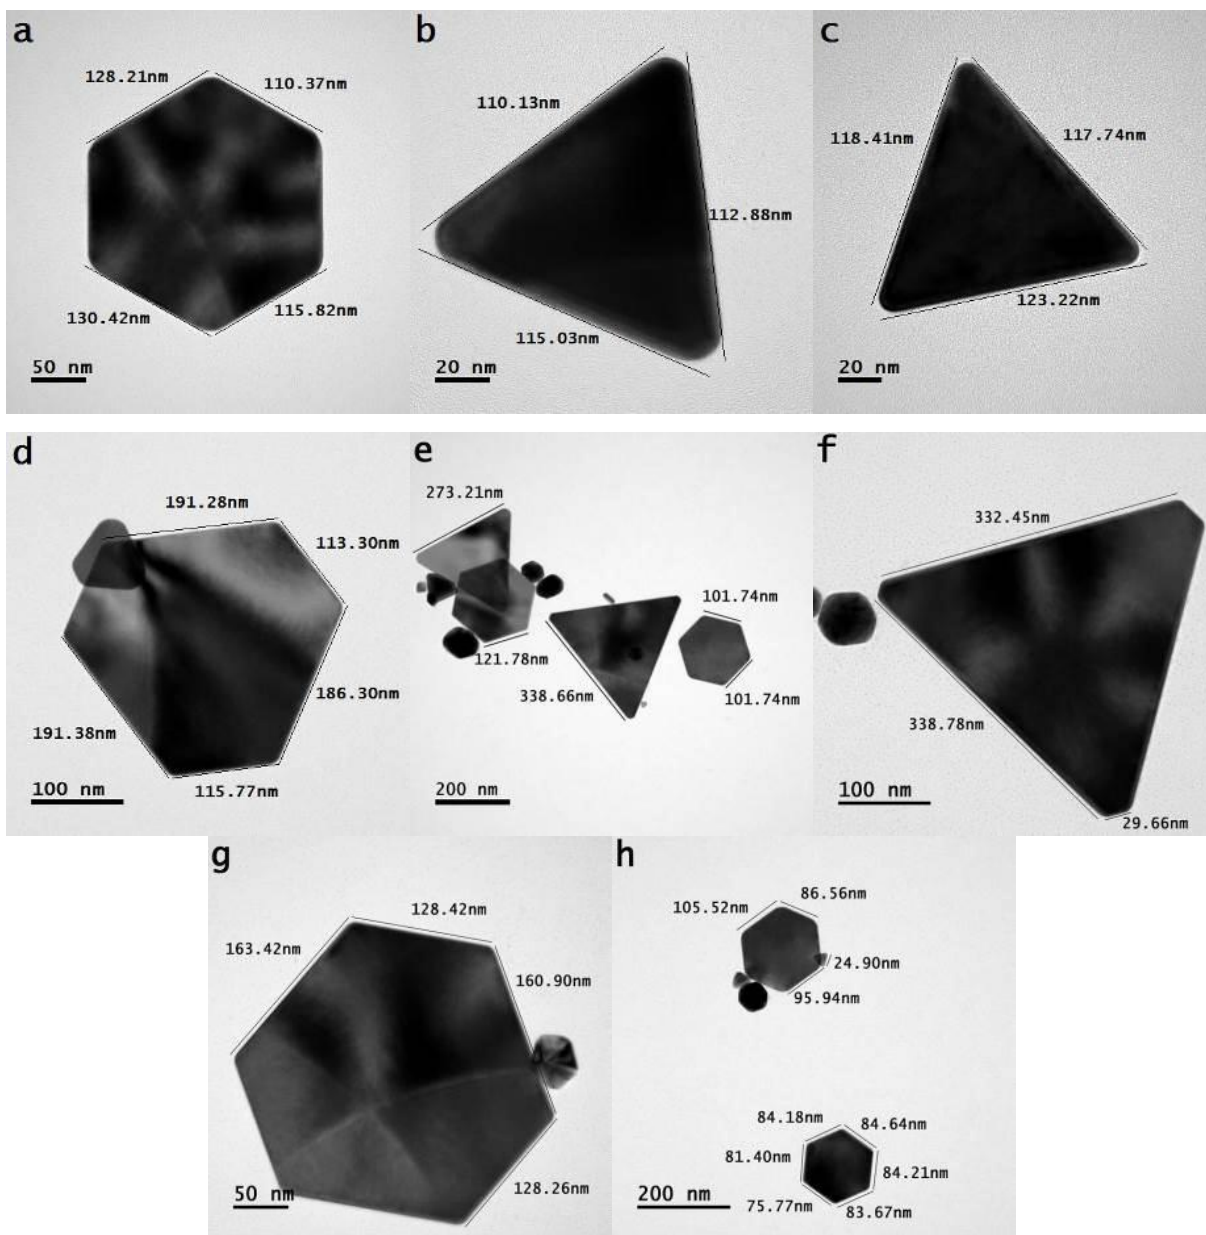 a
128.21nm
110.37nm
130.42nm
115.82nm
50 nm
b
110.13nm
112.88nm
115.03nm
20 nm
c
118.41nm
117.74nm
123.22nm
20 nm
d
191.28nm
113.30nm
186.30nm
191.38nm
115.77nm
100 nm
e
273.21nm
101.74nm
121.78nm
338.66nm
101.74nm
200 nm
f
332.45nm
338.78nm
100 nm
29.66nm
g
128.42nm
163.42nm
160.90nm
128.26nm
50 nm
h
86.56nm
105.52nm
24.90nm
95.94nm
84.18nm
84.64nm
81.40nm
84.21nm
75.77nm
83.67nm
200 nm